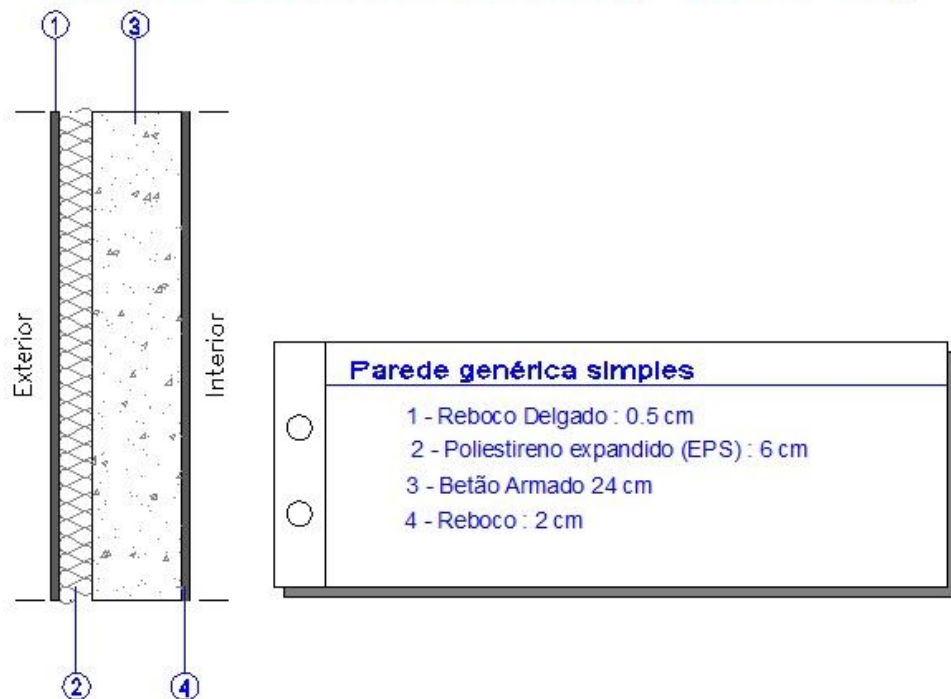 1
3
Exterior
Interior
Parede genérica simples
1 - Reboco Delgado : 0.5 cm
2 - Poliestireno expandido (EPS) : 6 cm
3 - Betão Armado 24 cm
4 - Reboco : 2 cm
2
4